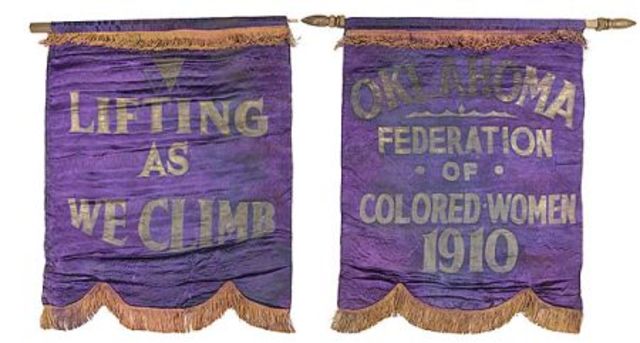 LIFTING
AS
WE CLIMB
OKLAHOMA
FEDERATION
• OF •
COLORED-WOMEN
1910